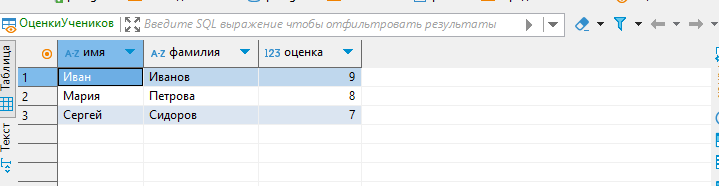 ОценкиУчеников Введите SQL выражение чтобы отфильтровать результаты
A-Z имя A-Z фамилия 123 оценка
1 Иван Иванов 9
2 Мария Петрова 8
3 Сергей Сидоров 7
Таблица
Текст